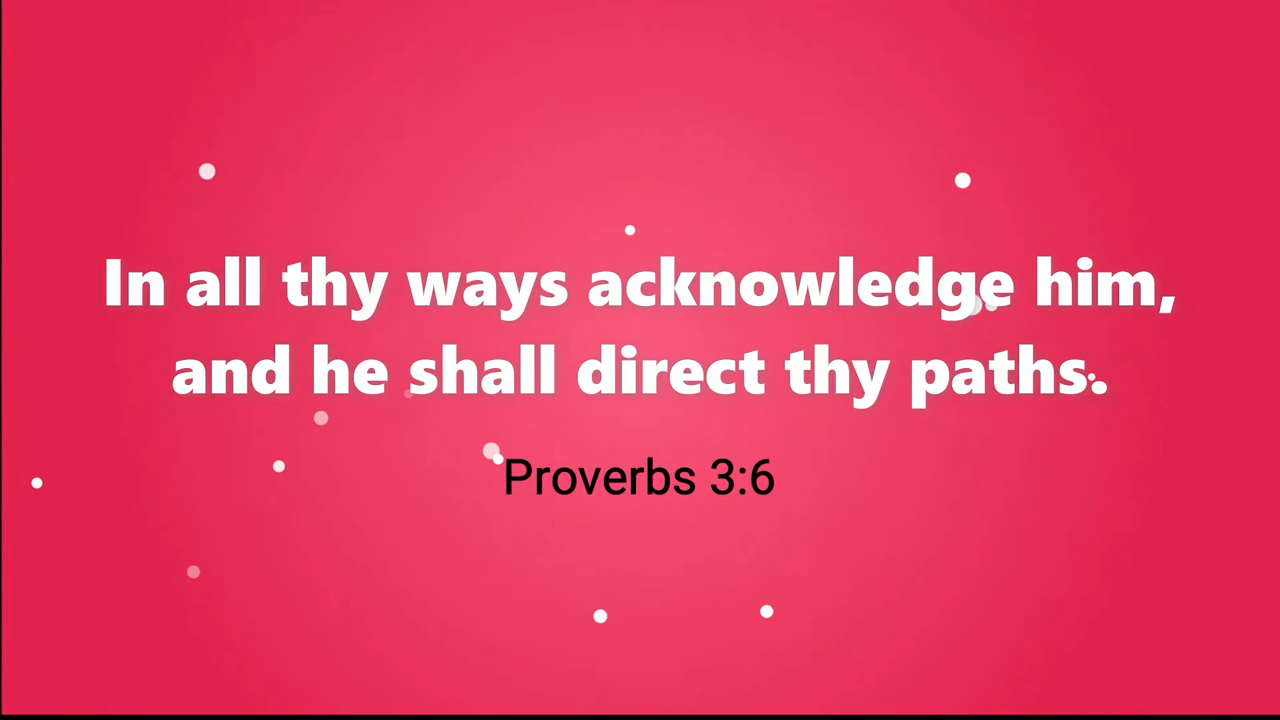 In all thy ways acknowledge him,
and he shall direct thy paths.
Proverbs 3:6